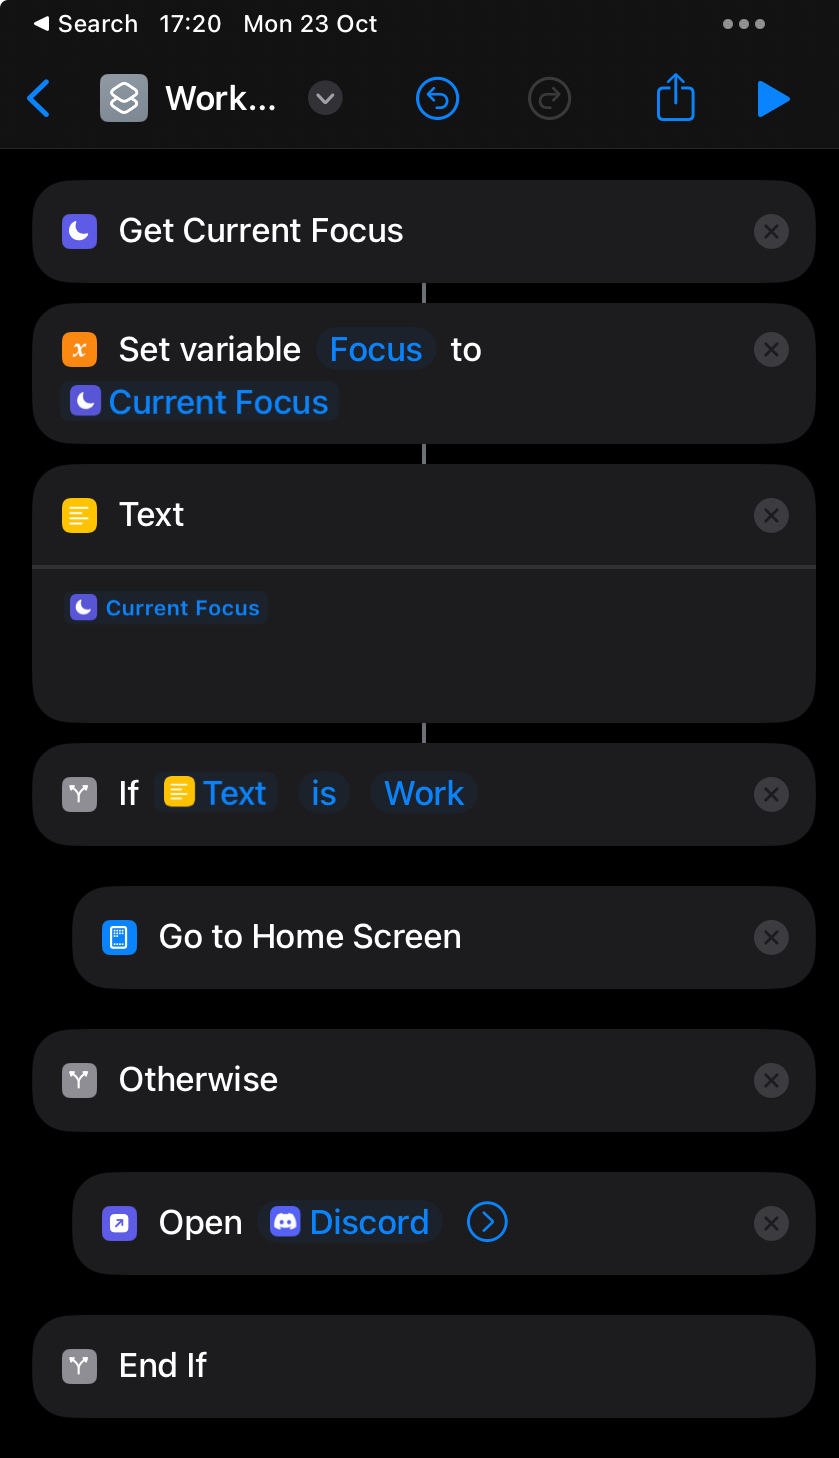 ◀ Search 17:20 Mon 23 Oct
Work...
Get Current Focus
Set variable Focus to
Current Focus
Text
Current Focus
If Text is Work
Go to Home Screen
Otherwise
Open Discord
End If